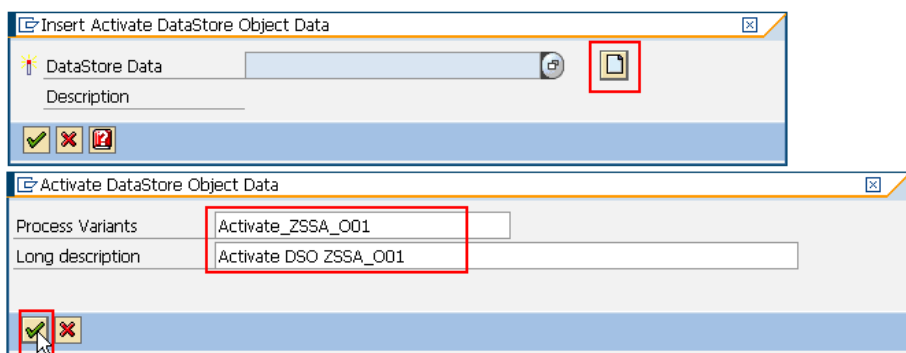 Insert Activate DataStore Object Data
DataStore Data
Description
Activate DataStore Object Data
Process Variants Activate_ZSSA_O01
Long description Activate DSO ZSSA_O01